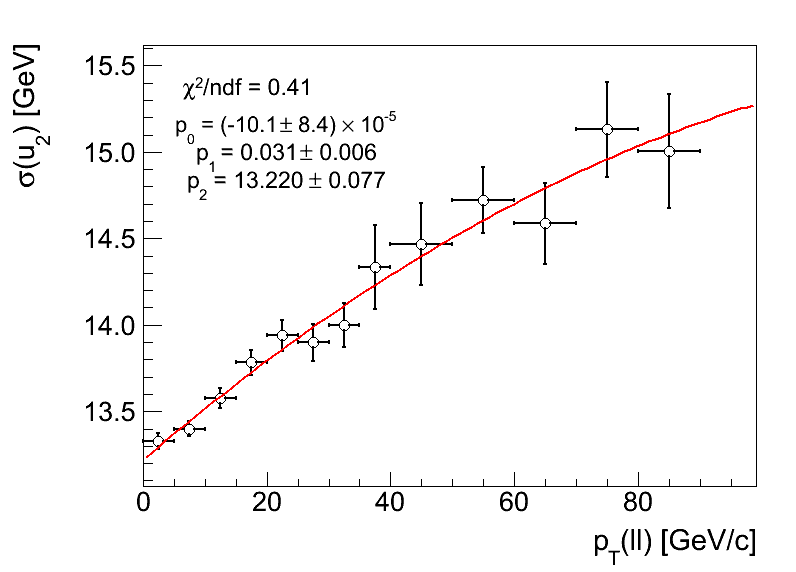 σ(u₂) [GeV]
15.5
15.0
14.5
14.0
13.5
χ²/ndf = 0.41
p₀ = (-10.1 ± 8.4) × 10⁻⁵
p₁ = 0.031 ± 0.006
p₂ = 13.220 ± 0.077
0 20 40 60 80
p_T(ll) [GeV/c]